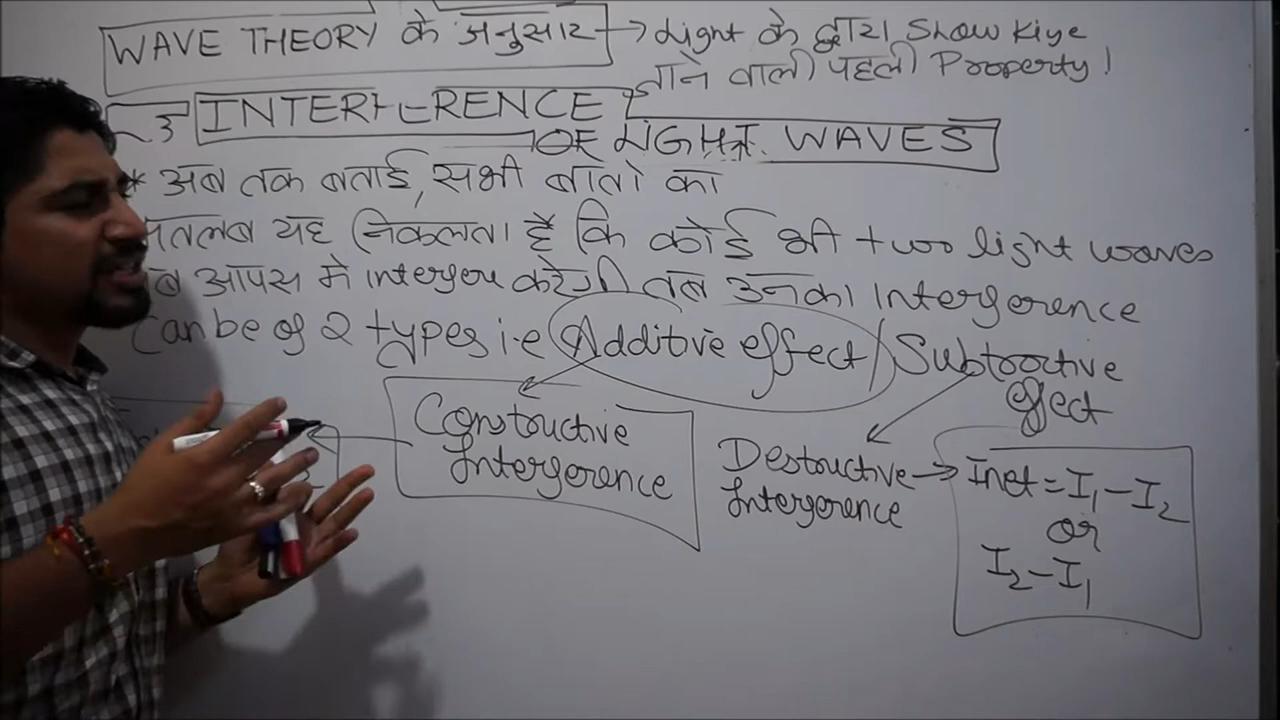 WAVE THEORY के अनुसार → Light के द्वारा Show Kiye
जाने वाली पहली Property!
INTERFERENCE
OF LIGHT WAVES
* अब तक बताई, सभी बातो का
मतलब यह निकलता है कि कोई भी two light waves
जब आपस मे interfere करेगी तब उनका Interference
Can be of 2 types i.e Additive effect / Subtractive
effect
Constructive
Interference
Destructive
Interference
Inet = I₁ - I₂
or
I₂ - I₁